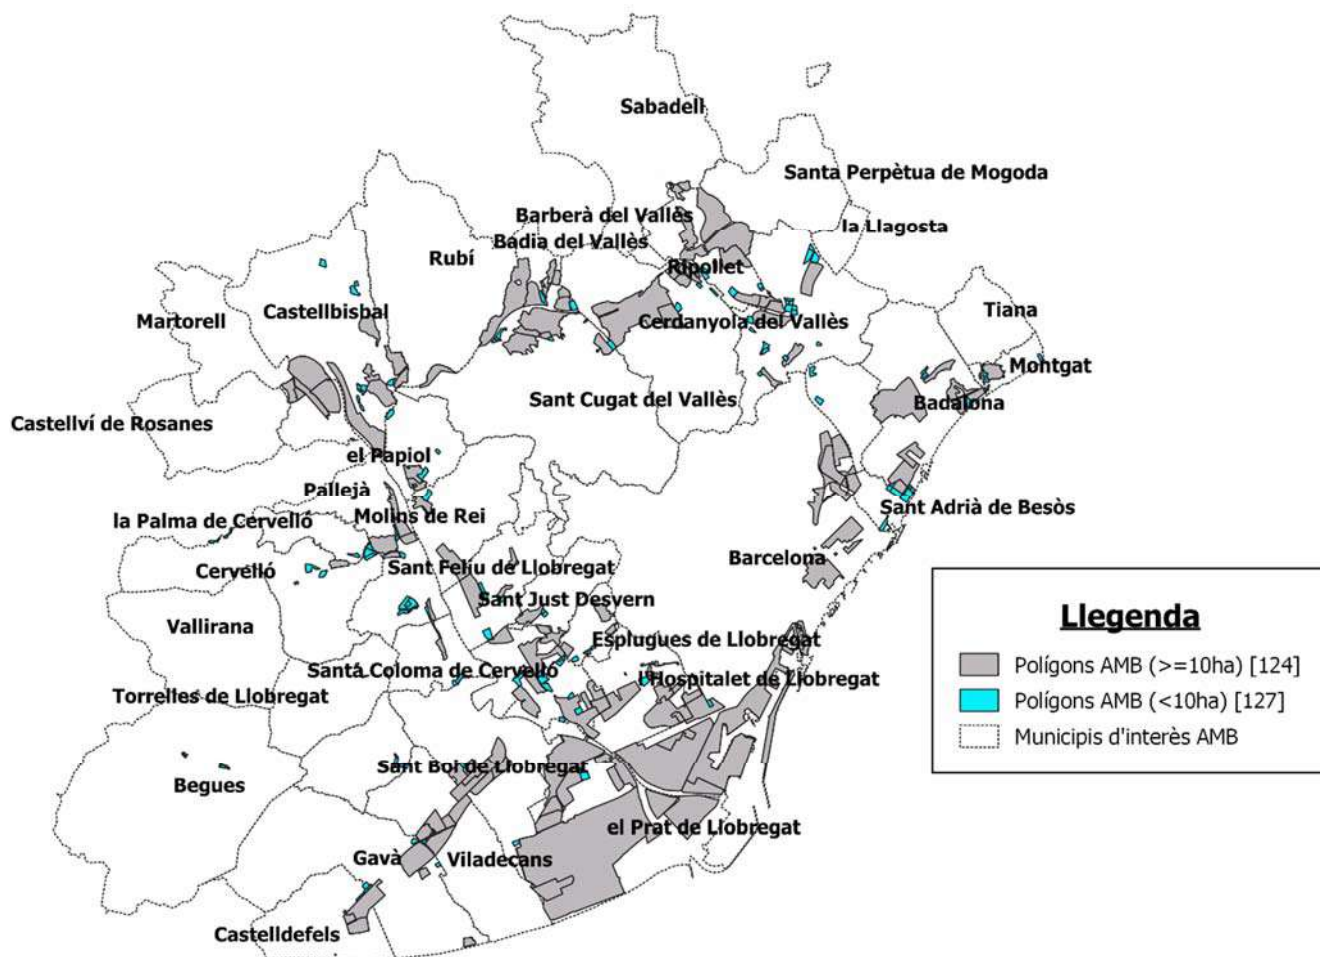 Sabadell
Santa Perpètua de Mogoda
Barberà del Vallès
la Llagosta
Badia del Vallès
Rubí
Ripollet
Tiana
Castellbisbal
Martorell
Cerdanyola del Vallès
Montgat
Sant Cugat del Vallès
Badalona
Castellví de Rosanes
el Papiol
Pallejà
Sant Adrià de Besòs
Molins de Rei
la Palma de Cervelló
Barcelona
Sant Feliu de Llobregat
Cervelló
Sant Just Desvern
Vallirana
Esplugues de Llobregat
Santa Coloma de Cervelló
l'Hospitalet de Llobregat
Torrelles de Llobregat
Sant Boi de Llobregat
Begues
el Prat de Llobregat
Gavà
Viladecans
Castelldefels
Llegenda
Polígons AMB (>=10ha) [124]
Polígons AMB (<10ha) [127]
Municipis d'interès AMB